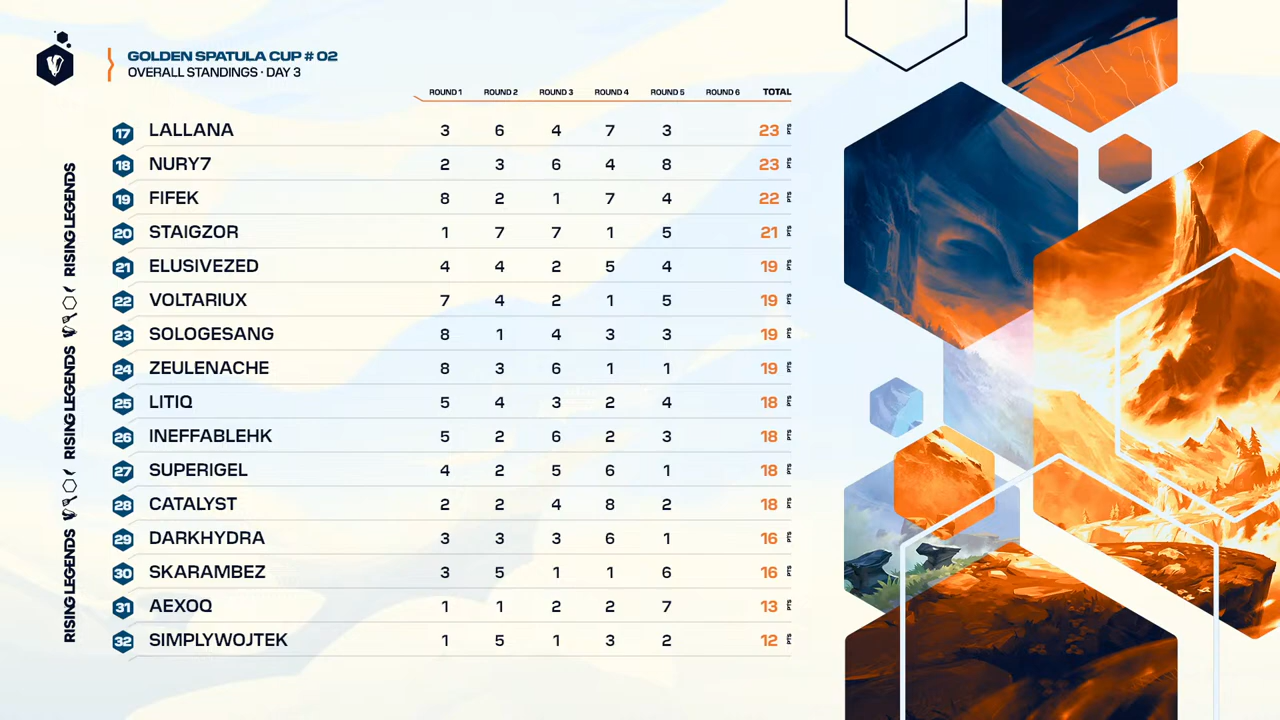 GOLDEN SPATULA CUP # 02
OVERALL STANDINGS · DAY 3
ROUND 1 ROUND 2 ROUND 3 ROUND 4 ROUND 5 ROUND 6 TOTAL
17 LALLANA 3 6 4 7 3 23 PTS
18 NURY7 2 3 6 4 8 23 PTS
19 FIFEK 8 2 1 7 4 22 PTS
20 STAIGZOR 1 7 7 1 5 21 PTS
21 ELUSIVEZED 4 4 2 5 4 19 PTS
22 VOLTARIUX 7 4 2 1 5 19 PTS
23 SOLOGESANG 8 1 4 3 3 19 PTS
24 ZEULENACHE 8 3 6 1 1 19 PTS
25 LITIQ 5 4 3 2 4 18 PTS
26 INEFFABLEHK 5 2 6 2 3 18 PTS
27 SUPERIGEL 4 2 5 6 1 18 PTS
28 CATALYST 2 2 4 8 2 18 PTS
29 DARKHYDRA 3 3 3 6 1 16 PTS
30 SKARAMBEZ 3 5 1 1 6 16 PTS
31 AEXOQ 1 1 2 2 7 13 PTS
32 SIMPLYWOJTEK 1 5 1 3 2 12 PTS
RISING LEGENDS RISING LEGENDS RISING LEGENDS